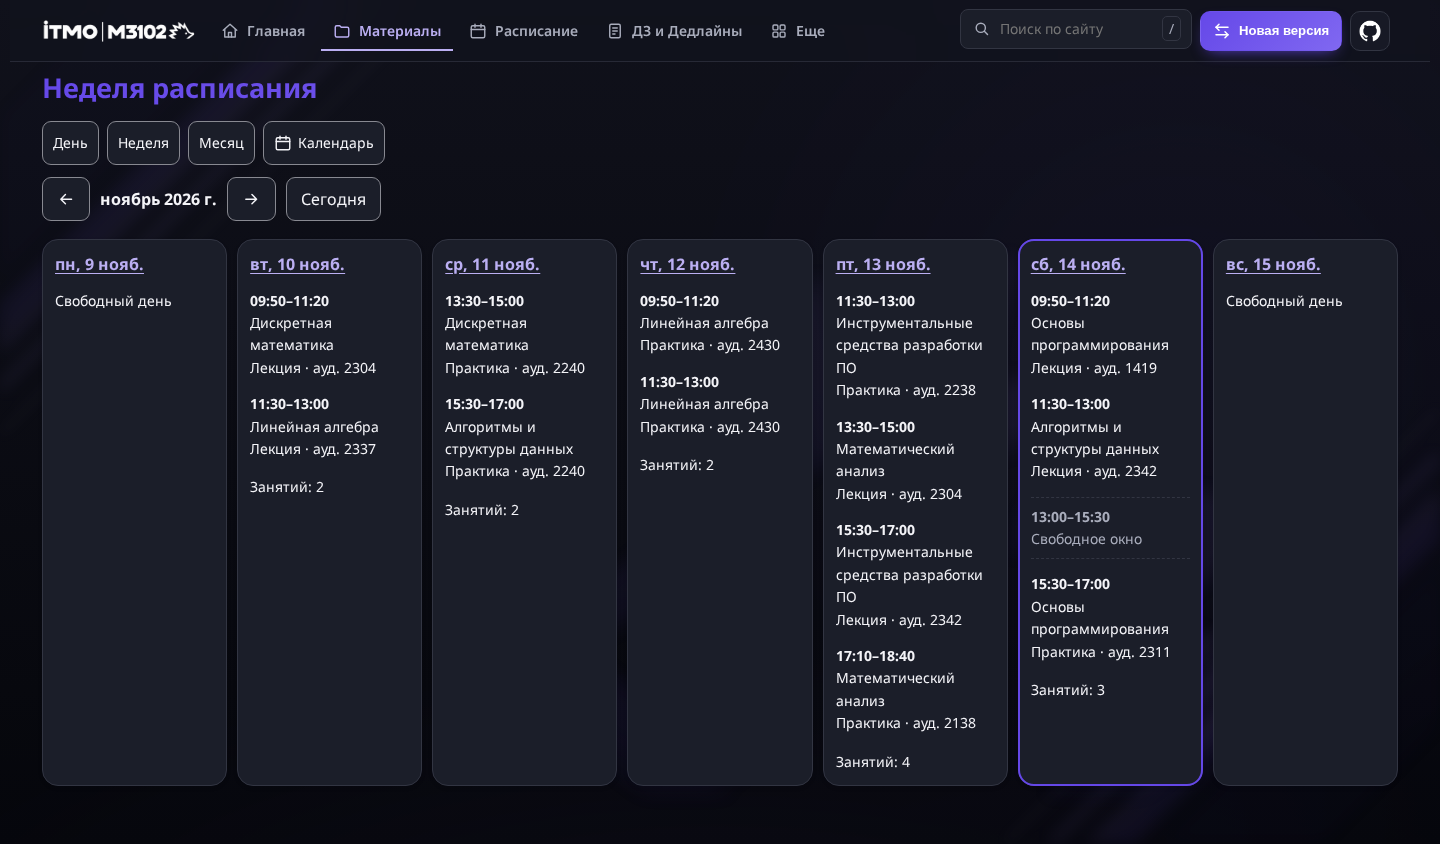 iTMO | M3102
Главная
Материалы
Расписание
ДЗ и Дедлайны
Еще
Поиск по сайту
/
Новая версия
Неделя расписания
День
Неделя
Месяц
Календарь
←
ноябрь 2026 г.
→
Сегодня
пн, 9 нояб.
Свободный день
вт, 10 нояб.
09:50–11:20
Дискретная
математика
Лекция · ауд. 2304
11:30–13:00
Линейная алгебра
Лекция · ауд. 2337
Занятий: 2
ср, 11 нояб.
13:30–15:00
Дискретная
математика
Практика · ауд. 2240
15:30–17:00
Алгоритмы и
структуры данных
Практика · ауд. 2240
Занятий: 2
чт, 12 нояб.
09:50–11:20
Линейная алгебра
Практика · ауд. 2430
11:30–13:00
Линейная алгебра
Практика · ауд. 2430
Занятий: 2
пт, 13 нояб.
11:30–13:00
Инструментальные
средства разработки
ПО
Практика · ауд. 2238
13:30–15:00
Математический
анализ
Лекция · ауд. 2304
15:30–17:00
Инструментальные
средства разработки
ПО
Лекция · ауд. 2342
17:10–18:40
Математический
анализ
Практика · ауд. 2138
Занятий: 4
сб, 14 нояб.
09:50–11:20
Основы
программирования
Лекция · ауд. 1419
11:30–13:00
Алгоритмы и
структуры данных
Лекция · ауд. 2342
13:00–15:30
Свободное окно
15:30–17:00
Основы
программирования
Практика · ауд. 2311
Занятий: 3
вс, 15 нояб.
Свободный день